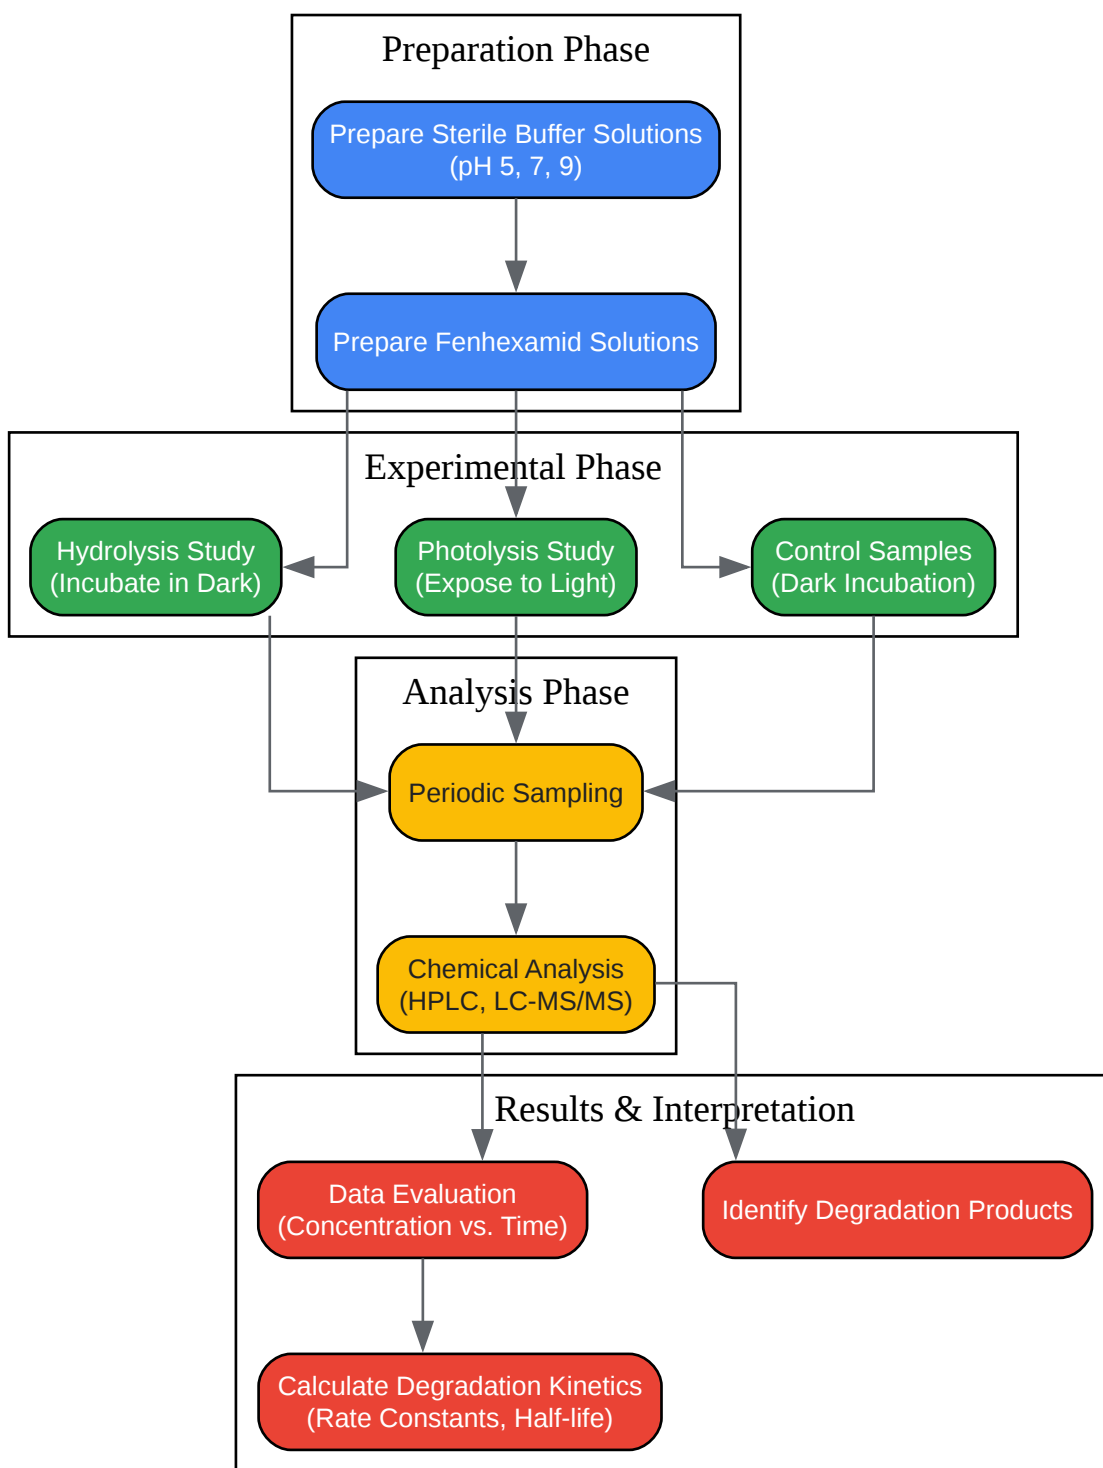 Preparation Phase
Prepare Sterile Buffer Solutions
(pH 5, 7, 9)
Prepare Fenhexamid Solutions
Experimental Phase
Hydrolysis Study
(Incubate in Dark)
Photolysis Study
(Expose to Light)
Control Samples
(Dark Incubation)
Analysis Phase
Periodic Sampling
Chemical Analysis
(HPLC, LC-MS/MS)
Results & Interpretation
Data Evaluation
(Concentration vs. Time)
Identify Degradation Products
Calculate Degradation Kinetics
(Rate Constants, Half-life)